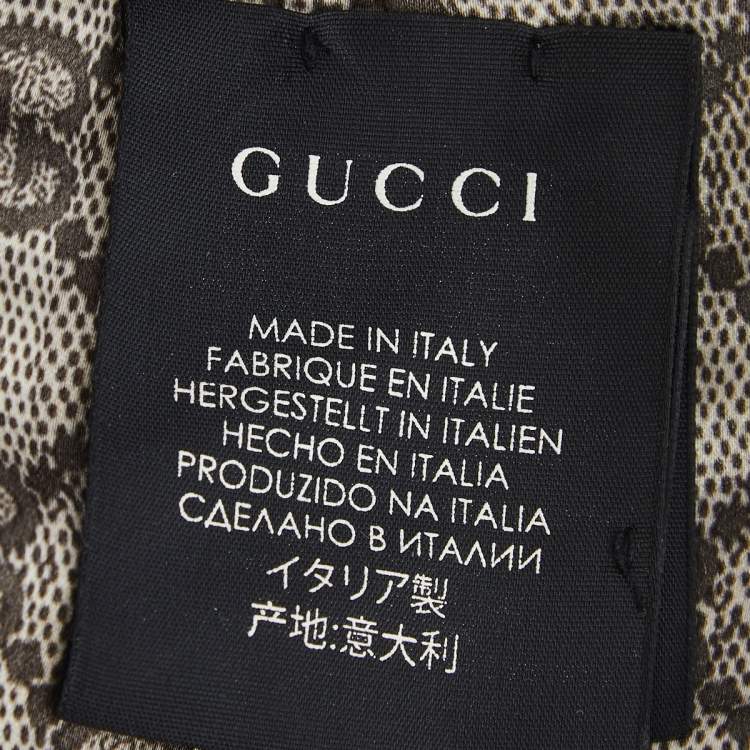 GUCCI
MADE IN ITALY
FABRIQUE EN ITALIE
HERGESTELLT IN ITALIEN
HECHO EN ITALIA
PRODUZIDO NA ITALIA
СДЕЛАНО В ИТАЛИИ
イタリア製
产地:意大利